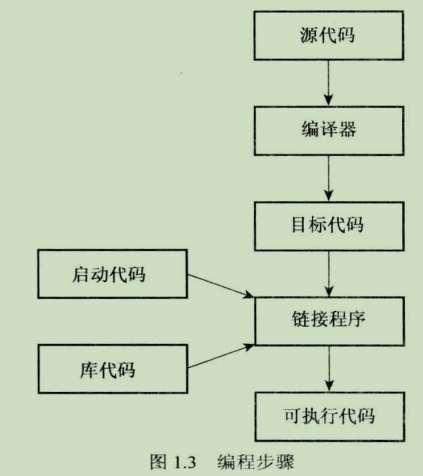 源代码
编译器
目标代码
启动代码
链接程序
库代码
可执行代码
图 1.3 编程步骤